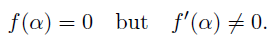 f(α) = 0 but f′(α) ≠ 0.